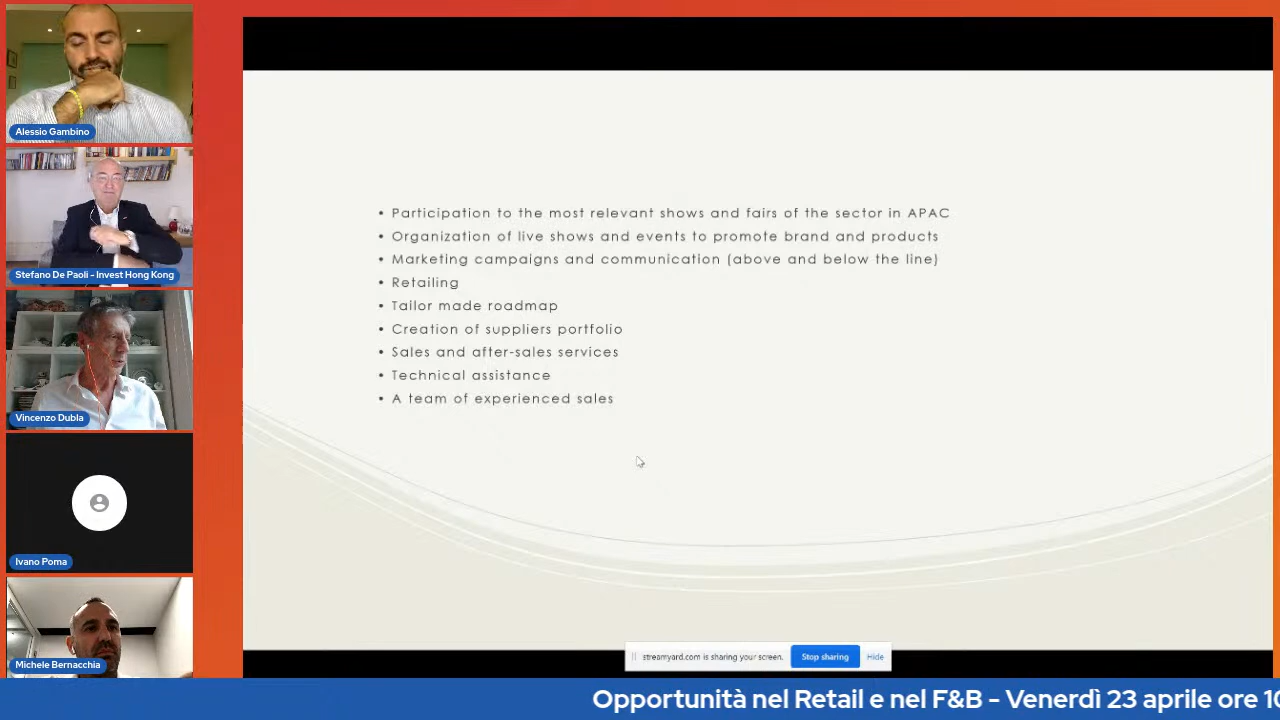 Alessio Gambino
Stefano De Paoli - Invest Hong Kong
Vincenzo Dubla
Ivano Poma
Michele Bernacchia
• Participation to the most relevant shows and fairs of the sector in APAC
• Organization of live shows and events to promote brand and products
• Marketing campaigns and communication (above and below the line)
• Retailing
• Tailor made roadmap
• Creation of suppliers portfolio
• Sales and after-sales services
• Technical assistance
• A team of experienced sales
streamyard.com is sharing your screen.
Stop sharing
Hide
Opportunità nel Retail e nel F&B - Venerdì 23 aprile ore 10